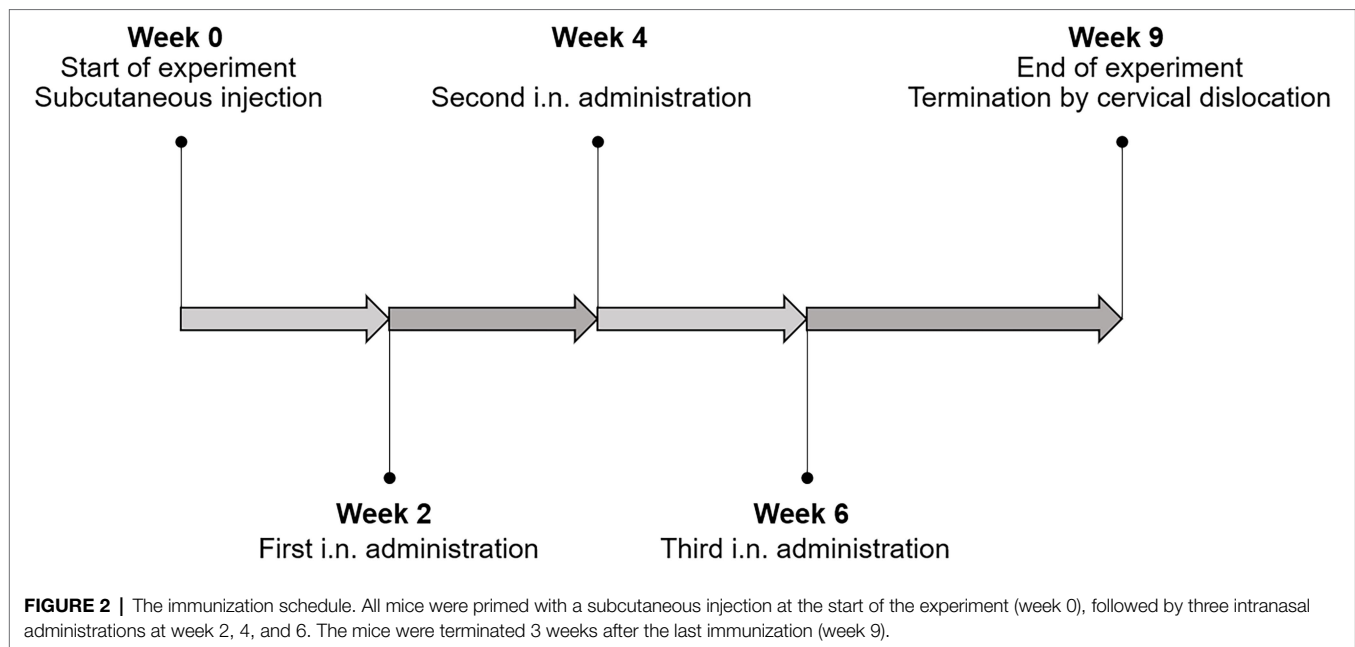 Week 0
Start of experiment
Subcutaneous injection
Week 4
Second i.n. administration
Week 9
End of experiment
Termination by cervical dislocation
Week 2
First i.n. administration
Week 6
Third i.n. administration
FIGURE 2 | The immunization schedule. All mice were primed with a subcutaneous injection at the start of the experiment (week 0), followed by three intranasal
administrations at week 2, 4, and 6. The mice were terminated 3 weeks after the last immunization (week 9).